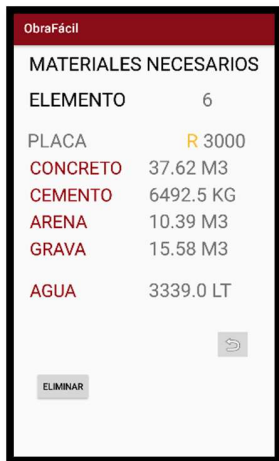 ObraFácil
MATERIALES NECESARIOS
ELEMENTO 6
PLACA R 3000
CONCRETO 37.62 M3
CEMENTO 6492.5 KG
ARENA 10.39 M3
GRAVA 15.58 M3
AGUA 3339.0 LT
ELIMINAR